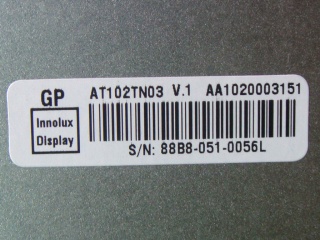 GP
AT102TN03 V.1 AA1020003151
Innolux
Display
S/N: 88B8-051-0056L